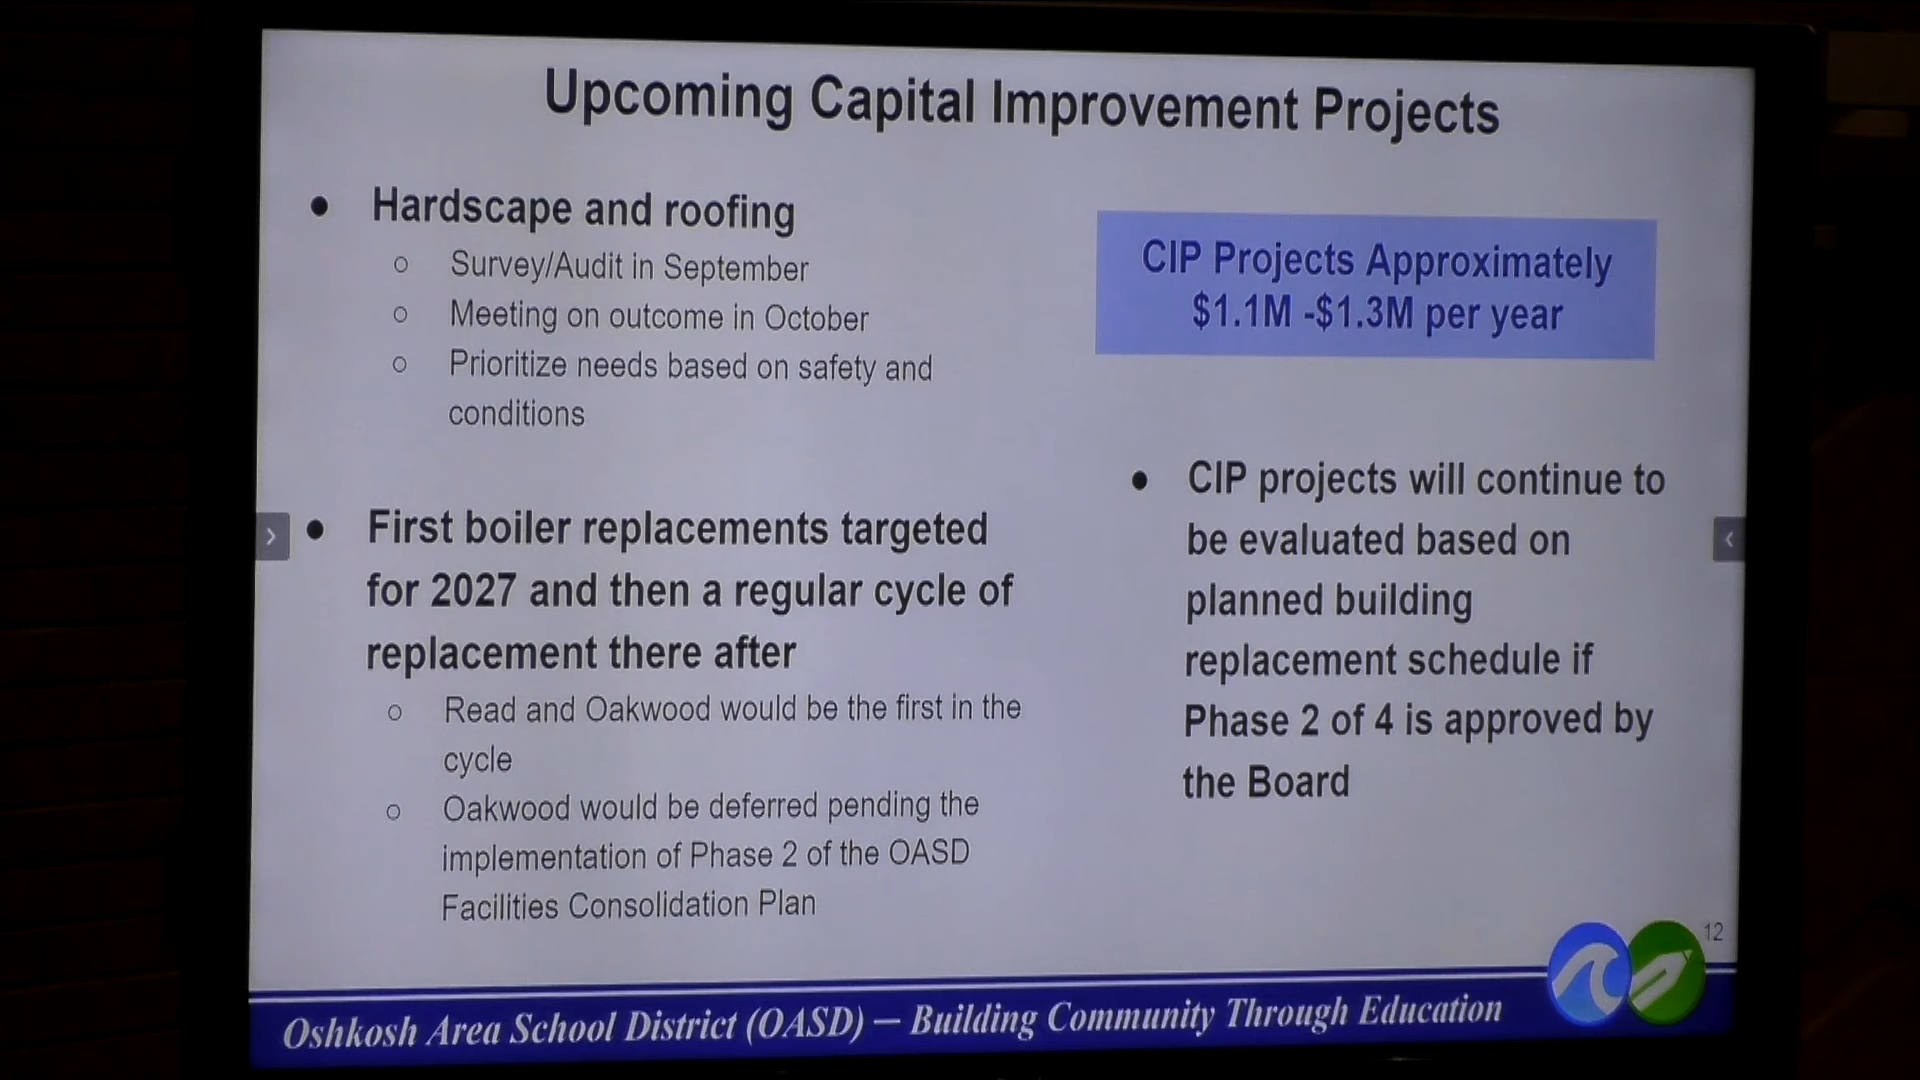 Upcoming Capital Improvement Projects
● Hardscape and roofing
○ Survey/Audit in September
○ Meeting on outcome in October
○ Prioritize needs based on safety and
conditions
● First boiler replacements targeted
for 2027 and then a regular cycle of
replacement there after
○ Read and Oakwood would be the first in the
cycle
○ Oakwood would be deferred pending the
implementation of Phase 2 of the OASD
Facilities Consolidation Plan
CIP Projects Approximately
$1.1M -$1.3M per year
● CIP projects will continue to
be evaluated based on
planned building
replacement schedule if
Phase 2 of 4 is approved by
the Board
12
Oshkosh Area School District (OASD) — Building Community Through Education